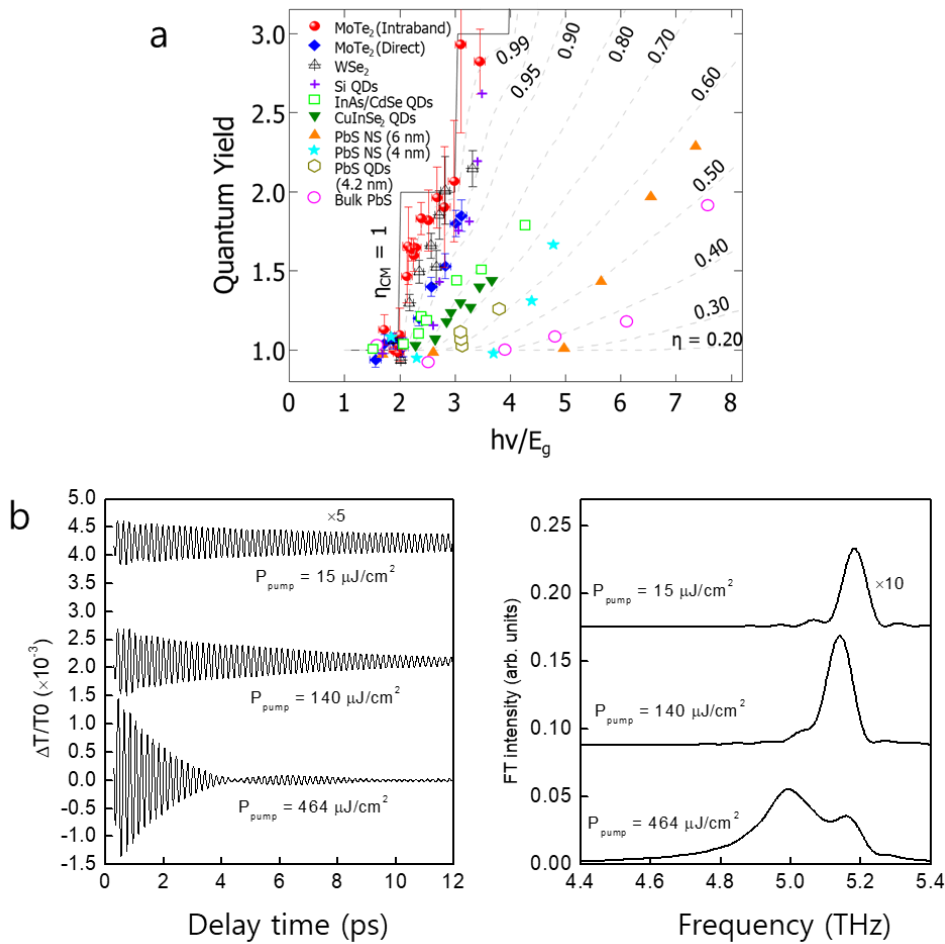 a
3.0
2.5
2.0
1.5
1.0
Quantum Yield
MoTe2 (Intraband)
MoTe2 (Direct)
WSe2
Si QDs
InAs/CdSe QDs
CuInSe2 QDs
PbS NS (6 nm)
PbS NS (4 nm)
PbS QDs
(4.2 nm)
Bulk PbS
ηCM = 1
0.99
0.95
0.90
0.80
0.70
0.60
0.50
0.40
0.30
η = 0.20
0 1 2 3 4 5 6 7 8
hν/Eg
b
5.0
4.5
4.0
3.5
3.0
2.5
2.0
1.5
1.0
0.5
0.0
-0.5
-1.0
-1.5
ΔT/T0 (×10-3)
×5
Ppump = 15 μJ/cm2
Ppump = 140 μJ/cm2
Ppump = 464 μJ/cm2
0 2 4 6 8 10 12
Delay time (ps)
0.25
0.20
0.15
0.10
0.05
0.00
FT intensity (arb. units)
Ppump = 15 μJ/cm2
×10
Ppump = 140 μJ/cm2
Ppump = 464 μJ/cm2
4.4 4.6 4.8 5.0 5.2 5.4
Frequency (THz)